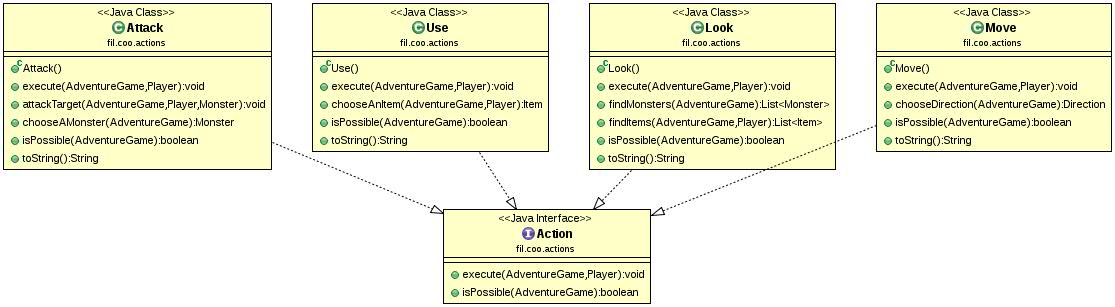 <<Java Class>>
Attack
fil.coo.actions
Attack()
execute(AdventureGame,Player):void
attackTarget(AdventureGame,Player,Monster):void
chooseAMonster(AdventureGame):Monster
isPossible(AdventureGame):boolean
toString():String
<<Java Class>>
Use
fil.coo.actions
Use()
execute(AdventureGame,Player):void
chooseAnItem(AdventureGame,Player):Item
isPossible(AdventureGame):boolean
toString():String
<<Java Class>>
Look
fil.coo.actions
Look()
execute(AdventureGame,Player):void
findMonsters(AdventureGame):List<Monster>
findItems(AdventureGame,Player):List<Item>
isPossible(AdventureGame):boolean
toString():String
<<Java Class>>
Move
fil.coo.actions
Move()
execute(AdventureGame,Player):void
chooseDirection(AdventureGame):Direction
isPossible(AdventureGame):boolean
toString():String
<<Java Interface>>
Action
fil.coo.actions
execute(AdventureGame,Player):void
isPossible(AdventureGame):boolean